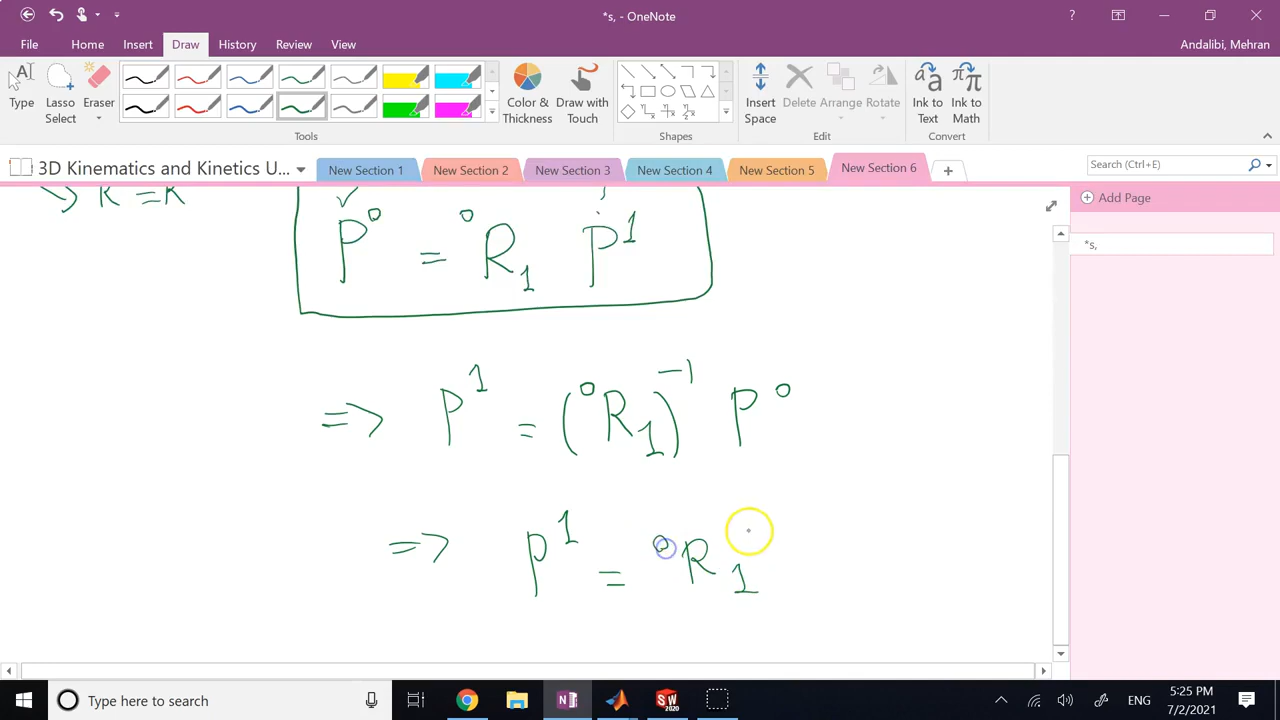 *s, - OneNote
?
Andalibi, Mehran
File Home Insert Draw History Review View
Type Lasso Select Eraser Color & Thickness Draw with Touch Insert Space Delete Arrange Rotate Ink to Text Ink to Math
Tools Shapes Edit Convert
3D Kinematics and Kinetics U... New Section 1 New Section 2 New Section 3 New Section 4 New Section 5 New Section 6 Search (Ctrl+E)
Add Page
*s,
R = R
P⁰ = ⁰R₁ P¹
=> P¹ = (⁰R₁)⁻¹ P⁰
=> P¹ = ⁰R₁
Type here to search
ENG
5:25 PM
7/2/2021